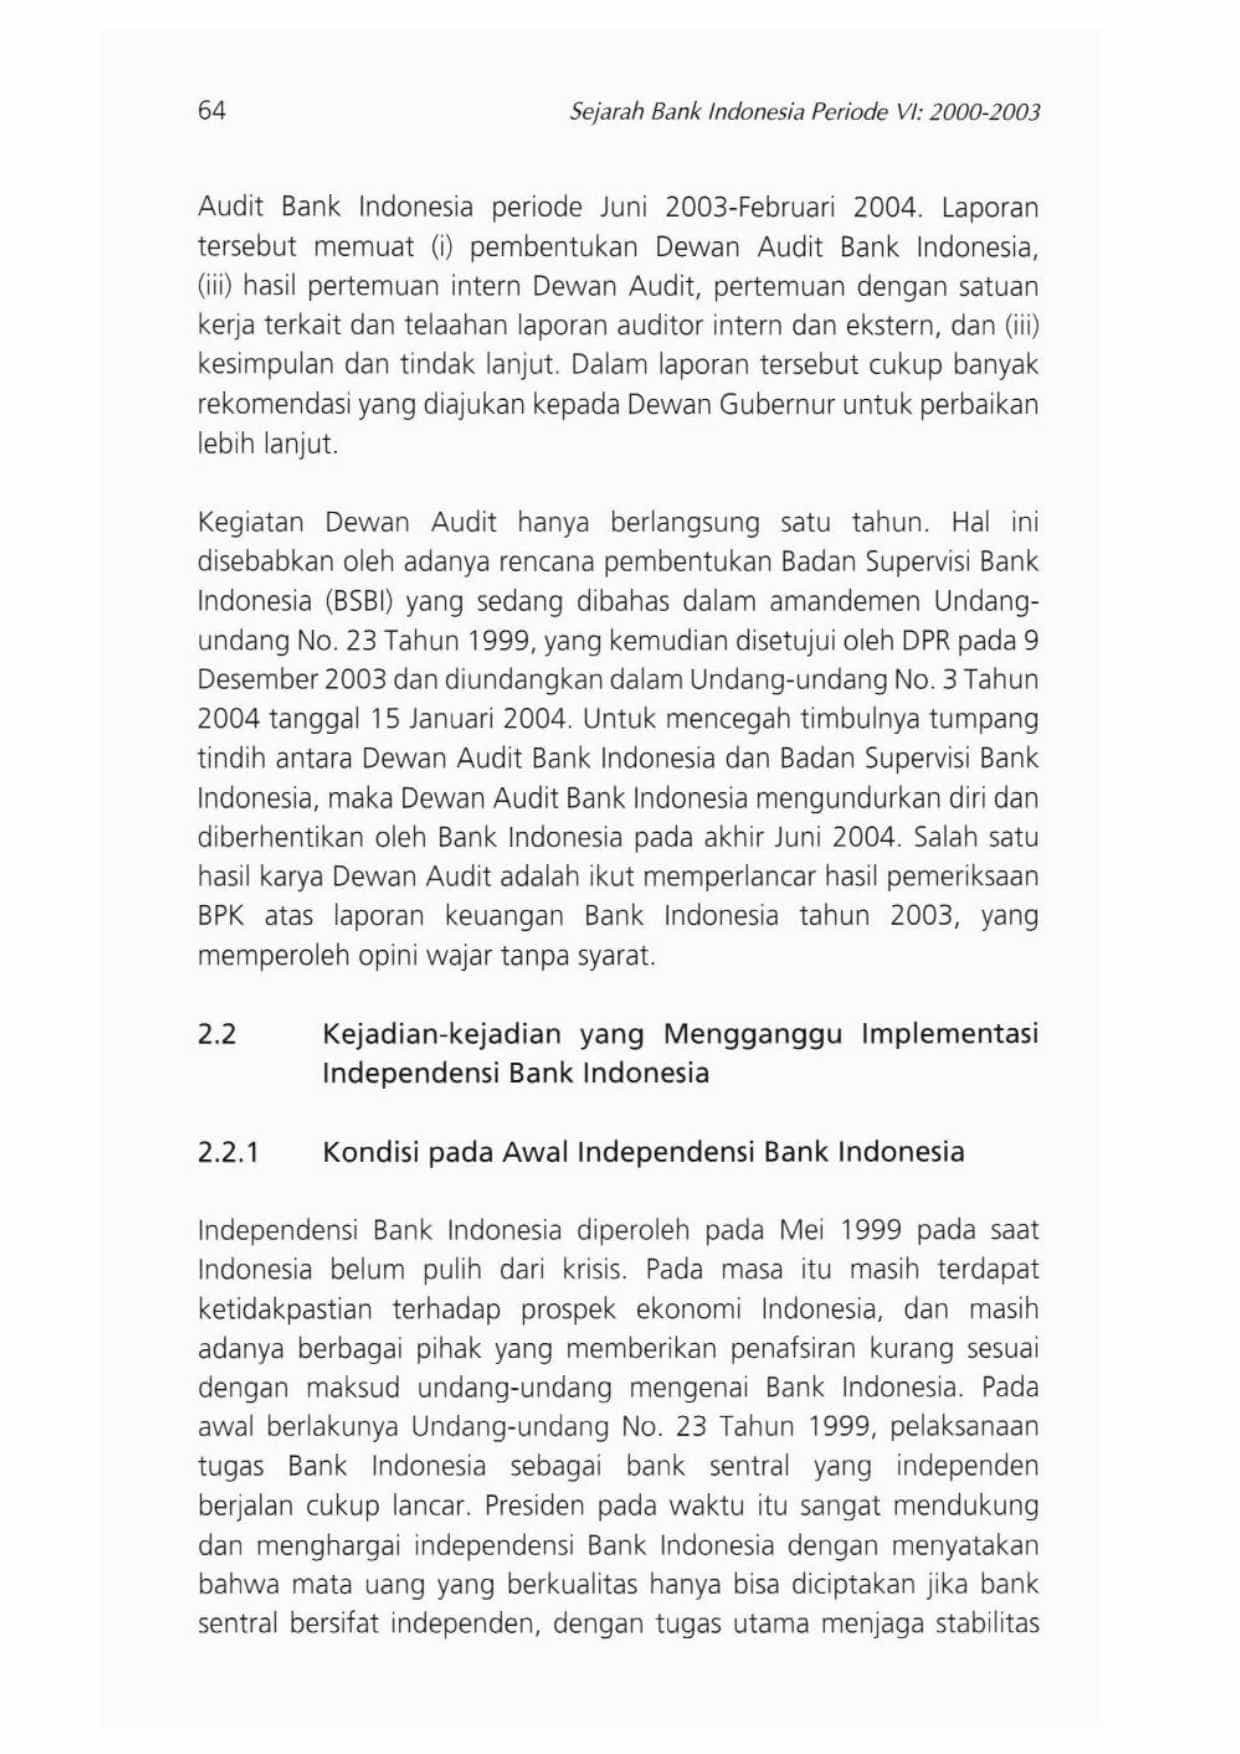 64
Sejarah Bank Indonesia Periode VI: 2000-2003
Audit Bank Indonesia periode Juni 2003-Februari 2004. Laporan
tersebut memuat (i) pembentukan Dewan Audit Bank Indonesia,
(iii) hasil pertemuan intern Dewan Audit, pertemuan dengan satuan
kerja terkait dan telaahan laporan auditor intern dan ekstern, dan (iii)
kesimpulan dan tindak lanjut. Dalam laporan tersebut cukup banyak
rekomendasi yang diajukan kepada Dewan Gubernur untuk perbaikan
lebih lanjut.
Kegiatan Dewan Audit hanya berlangsung satu tahun. Hal ini
disebabkan oleh adanya rencana pembentukan Badan Supervisi Bank
Indonesia (BSBI) yang sedang dibahas dalam amandemen Undang-
undang No. 23 Tahun 1999, yang kemudian disetujui oleh DPR pada 9
Desember 2003 dan diundangkan dalam Undang-undang No. 3 Tahun
2004 tanggal 15 Januari 2004. Untuk mencegah timbulnya tumpang
tindih antara Dewan Audit Bank Indonesia dan Badan Supervisi Bank
Indonesia, maka Dewan Audit Bank Indonesia mengundurkan diri dan
diberhentikan oleh Bank Indonesia pada akhir Juni 2004. Salah satu
hasil karya Dewan Audit adalah ikut memperlancar hasil pemeriksaan
BPK atas laporan keuangan Bank Indonesia tahun 2003, yang
memperoleh opini wajar tanpa syarat.
2.2 Kejadian-kejadian yang Mengganggu Implementasi
Independensi Bank Indonesia
2.2.1 Kondisi pada Awal Independensi Bank Indonesia
Independensi Bank Indonesia diperoleh pada Mei 1999 pada saat
Indonesia belum pulih dari krisis. Pada masa itu masih terdapat
ketidakpastian terhadap prospek ekonomi Indonesia, dan masih
adanya berbagai pihak yang memberikan penafsiran kurang sesuai
dengan maksud undang-undang mengenai Bank Indonesia. Pada
awal berlakunya Undang-undang No. 23 Tahun 1999, pelaksanaan
tugas Bank Indonesia sebagai bank sentral yang independen
berjalan cukup lancar. Presiden pada waktu itu sangat mendukung
dan menghargai independensi Bank Indonesia dengan menyatakan
bahwa mata uang yang berkualitas hanya bisa diciptakan jika bank
sentral bersifat independen, dengan tugas utama menjaga stabilitas